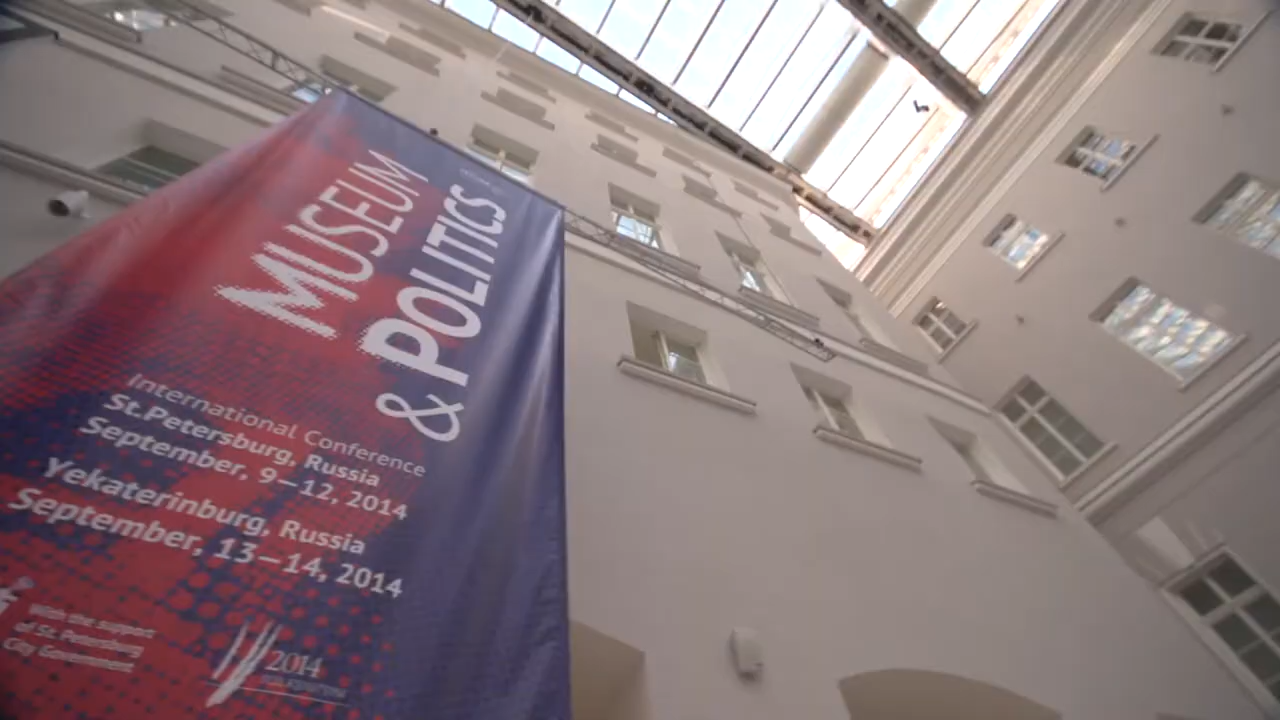 MUSEUM
& POLITICS
International Conference
St.Petersburg, Russia
September, 9–12, 2014
Yekaterinburg, Russia
September, 13–14, 2014
With the support
of St. Petersburg
City Government
2014